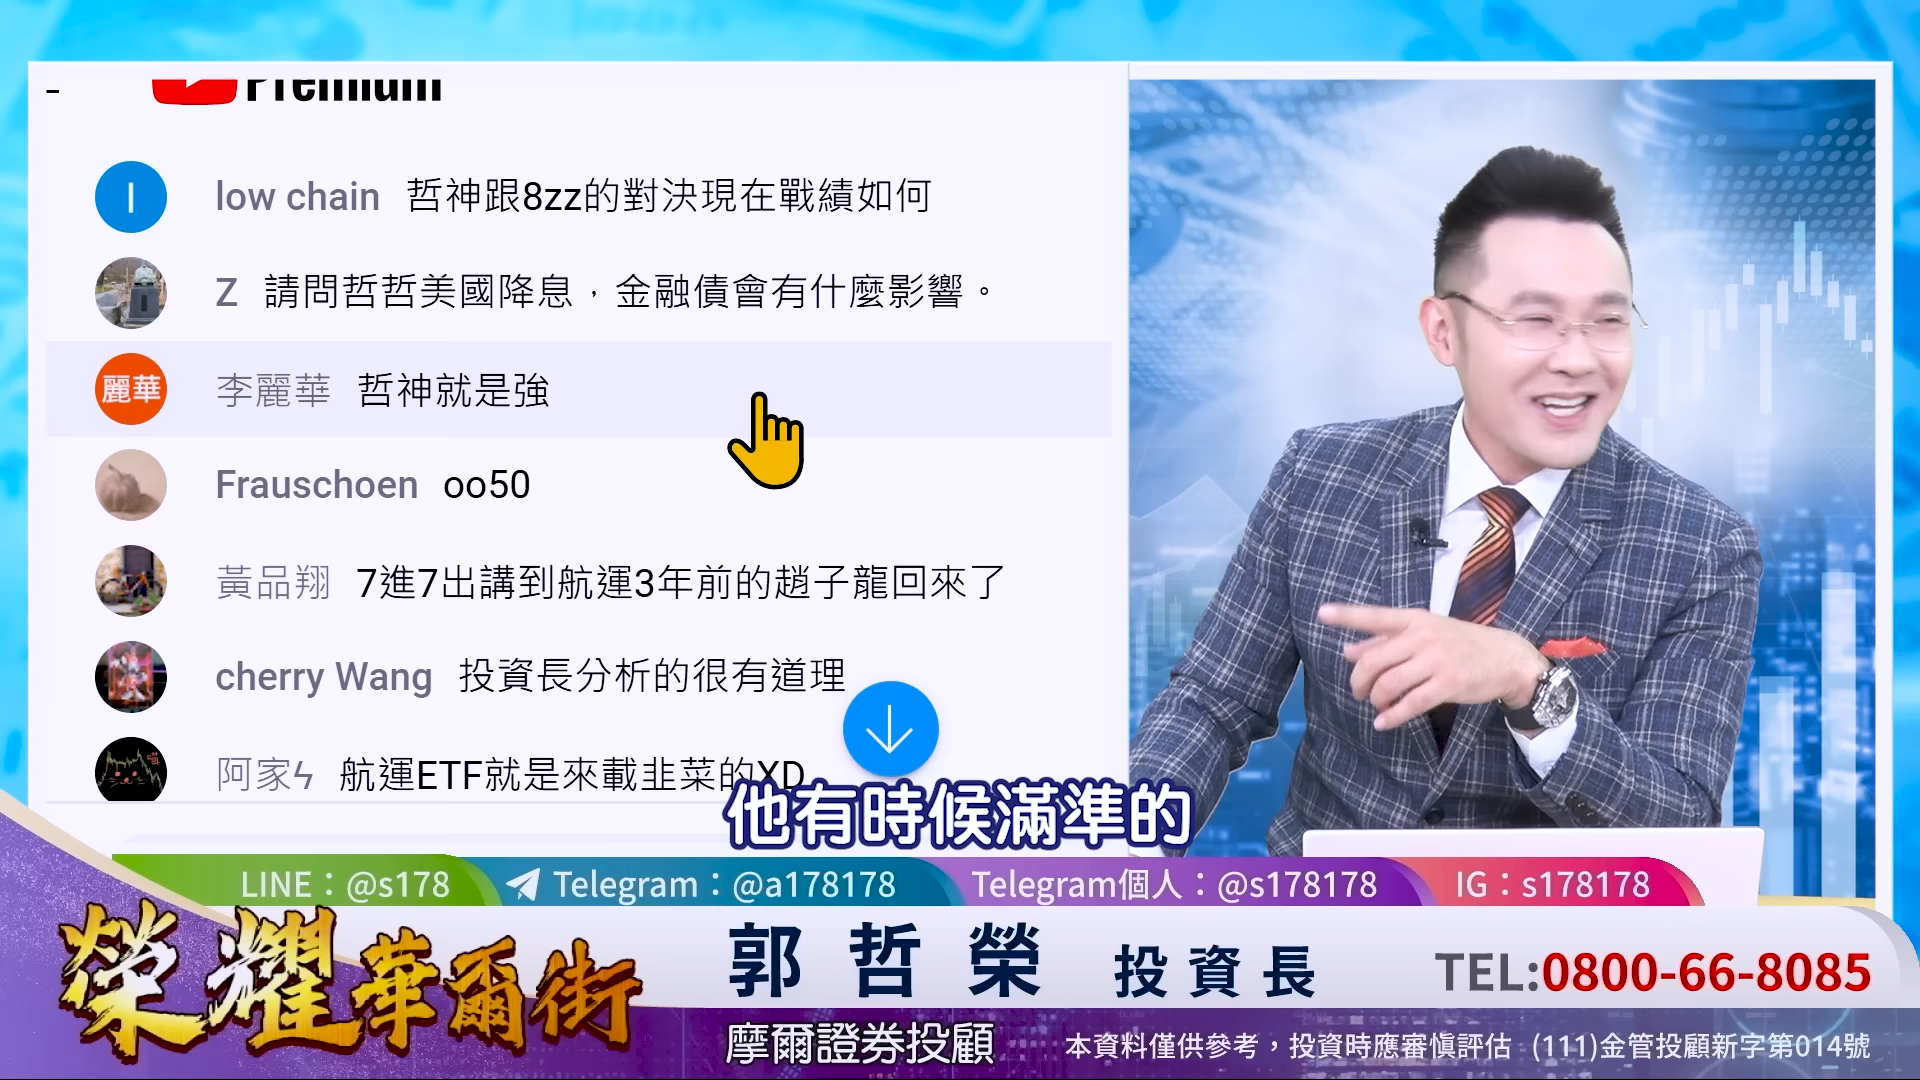 Premium
low chain 哲神跟8zz的對決現在戰績如何
Z 請問哲哲美國降息，金融債會有什麼影響。
麗華 李麗華 哲神就是強
Frauschoen oo50
黃品翔 7進7出講到航運3年前的趙子龍回來了
cherry Wang 投資長分析的很有道理
阿家ϟ 航運ETF就是來載韭菜的XD
他有時候滿準的
LINE：@s178 Telegram：@a178178 Telegram個人：@s178178 IG：s178178
榮耀華爾街
郭哲榮 投資長 TEL:0800-66-8085
摩爾證券投顧 本資料僅供參考，投資時應審慎評估 (111)金管投顧新字第014號